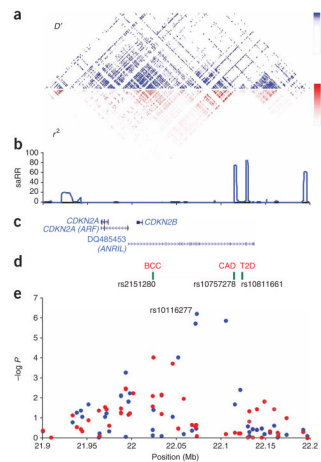 a
D′
r²
b
saRR
100
80
60
40
20
0
c
CDKN2A
CDKN2B
CDKN2A (ARF)
DQ485453
(ANRIL)
d
BCC
CAD T2D
rs2151280
rs10757278 rs10811661
e
7
rs10116277
6
5
4
3
2
1
0
–log P
21.9 21.95 22 22.05 22.1 22.15 22.2
Position (Mb)